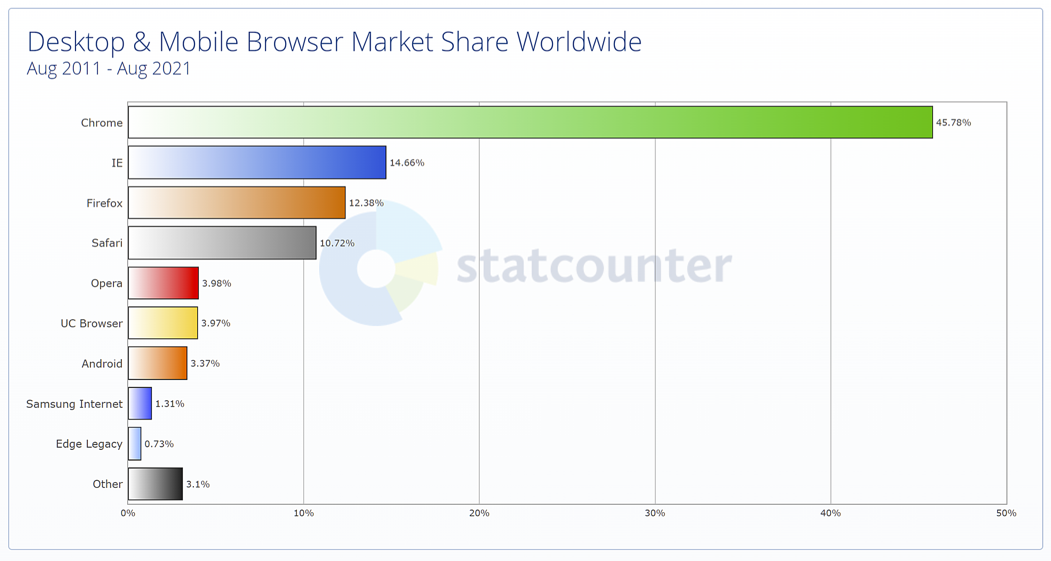 Desktop & Mobile Browser Market Share Worldwide
Aug 2011 - Aug 2021
Chrome 45.78%
IE 14.66%
Firefox 12.38%
Safari 10.72%
statcounter
Opera 3.98%
UC Browser 3.97%
Android 3.37%
Samsung Internet 1.31%
Edge Legacy 0.73%
Other 3.1%
0% 10% 20% 30% 40% 50%